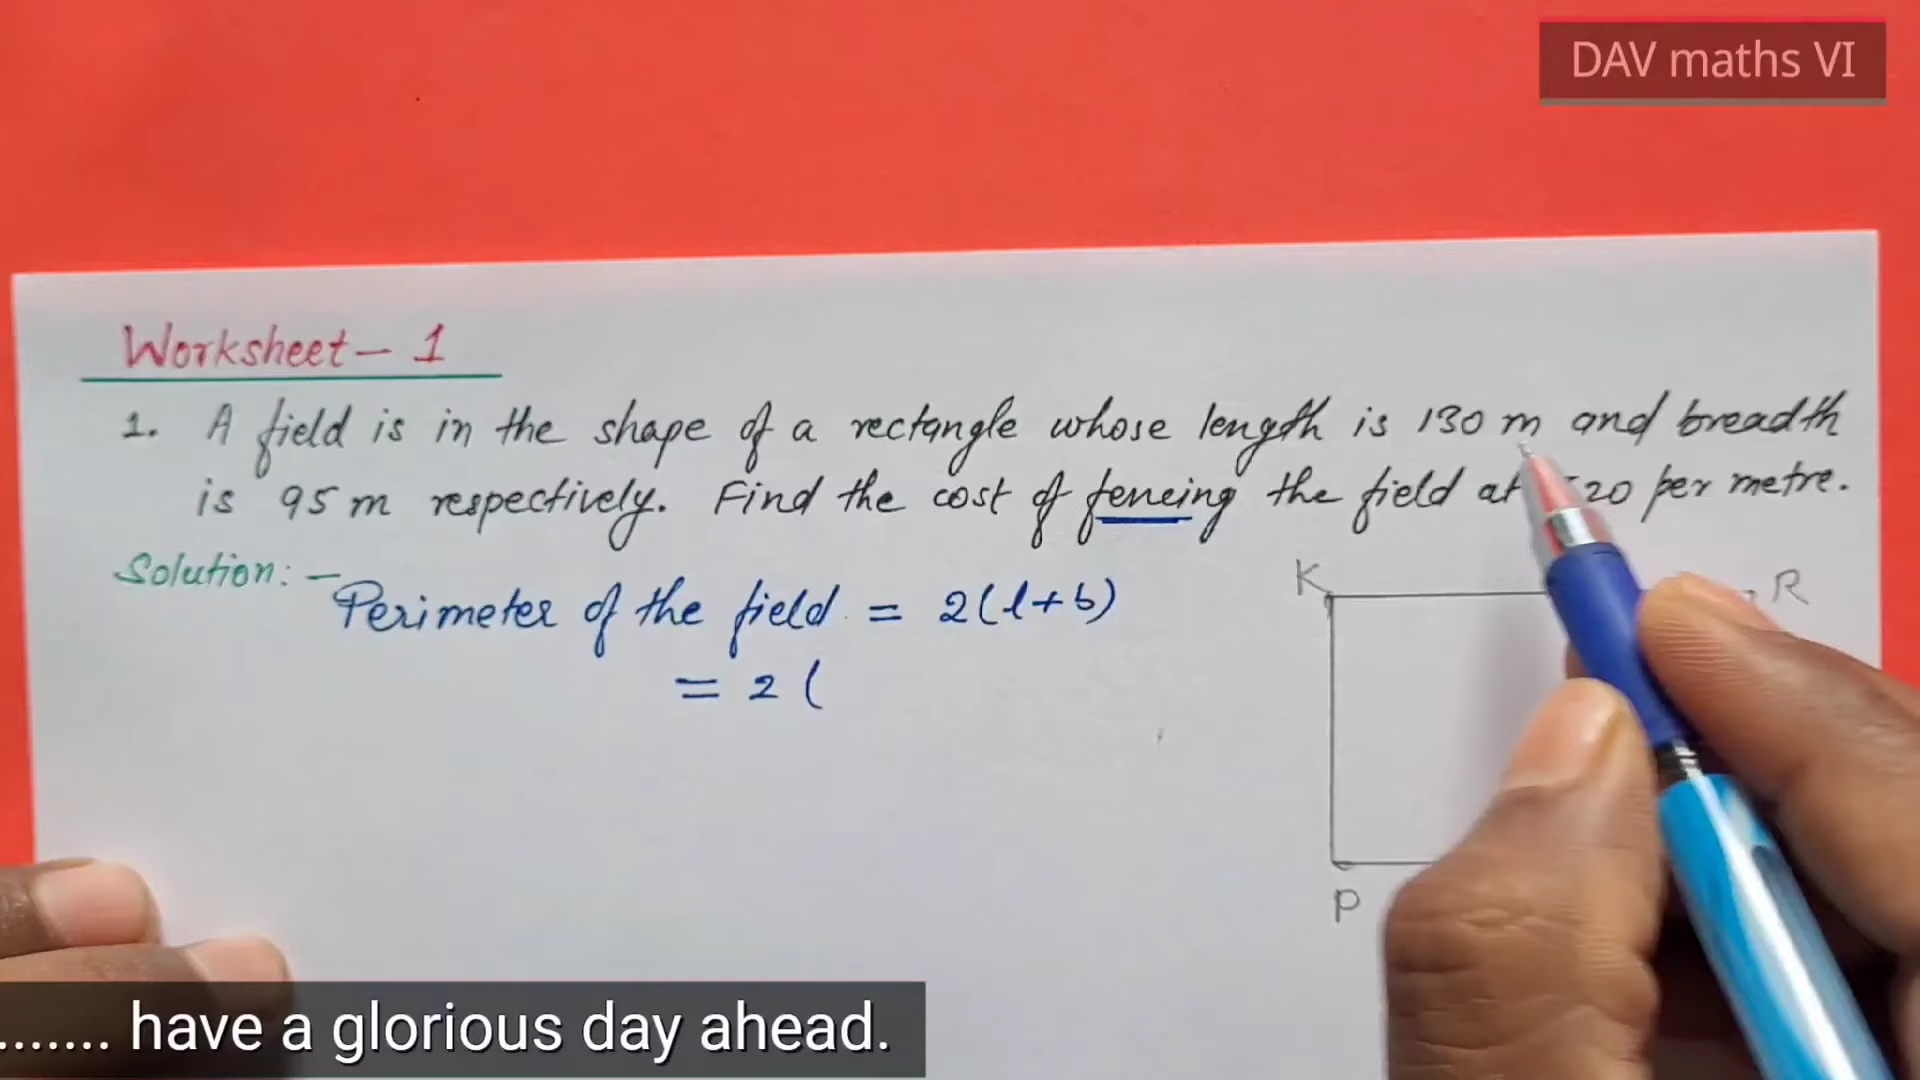 DAV maths VI
Worksheet - 1
1. A field is in the shape of a rectangle whose length is 130 m and breadth
is 95 m respectively. Find the cost of fencing the field at 20 per metre.
Solution: -
Perimeter of the field = 2(l+b)
= 2 (
K R
P
....... have a glorious day ahead.